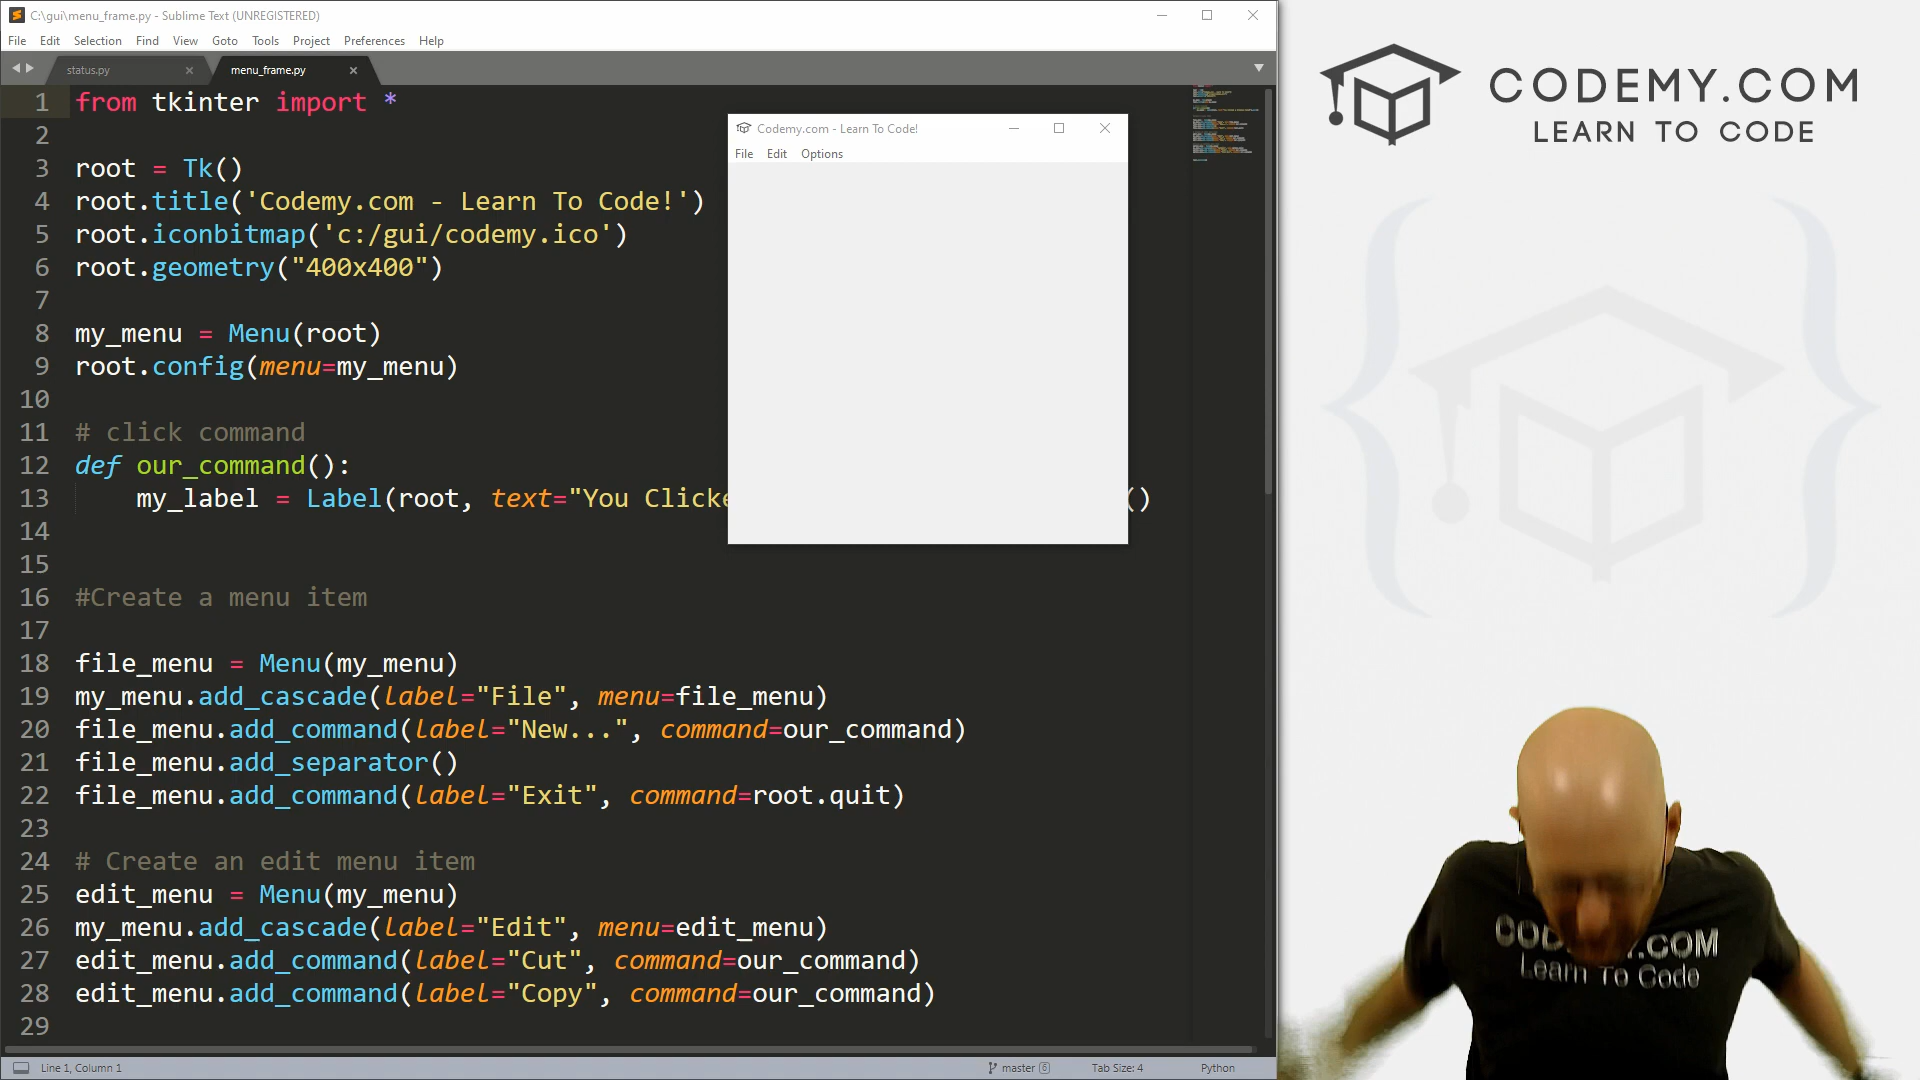 C:\gui\menu_frame.py - Sublime Text (UNREGISTERED)
File Edit Selection Find View Goto Tools Project Preferences Help
status.py menu_frame.py
1 from tkinter import *
2
3 root = Tk()
4 root.title('Codemy.com - Learn To Code!')
5 root.iconbitmap('c:/gui/codemy.ico')
6 root.geometry("400x400")
7
8 my_menu = Menu(root)
9 root.config(menu=my_menu)
10
11 # click command
12 def our_command():
13 my_label = Label(root, text="You Clicke ()
14
15
16 #Create a menu item
17
18 file_menu = Menu(my_menu)
19 my_menu.add_cascade(label="File", menu=file_menu)
20 file_menu.add_command(label="New...", command=our_command)
21 file_menu.add_separator()
22 file_menu.add_command(label="Exit", command=root.quit)
23
24 # Create an edit menu item
25 edit_menu = Menu(my_menu)
26 my_menu.add_cascade(label="Edit", menu=edit_menu)
27 edit_menu.add_command(label="Cut", command=our_command)
28 edit_menu.add_command(label="Copy", command=our_command)
29
Line 1, Column 1 master 6 Tab Size: 4 Python
Codemy.com - Learn To Code!
File Edit Options
CODEMY.COM
LEARN TO CODE
COD .COM
Learn To Code